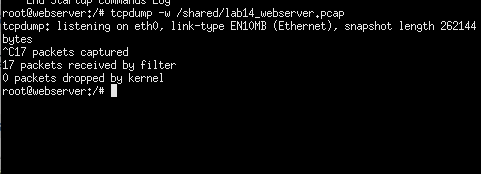 End Startup Commands Log
root@webserver:/# tcpdump -w /shared/lab14_webserver.pcap
tcpdump: listening on eth0, link-type EN10MB (Ethernet), snapshot length 262144
bytes
^C17 packets captured
17 packets received by filter
0 packets dropped by kernel
root@webserver:/#